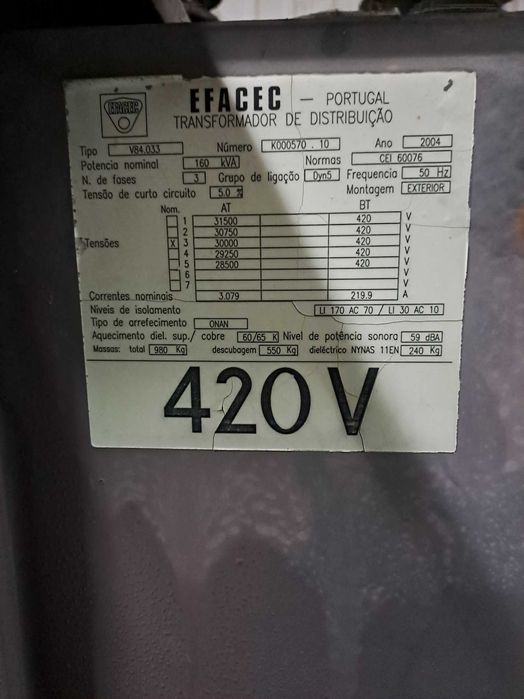 EFACEC
EFACEC — PORTUGAL
TRANSFORMADOR DE DISTRIBUIÇÃO
Tipo V84.033 Número K000570 . 10 Ano 2004
Potencia nominal 160 kVA Normas CEI 60076
N. de fases 3 Grupo de ligação Dyn5 Frequencia 50 Hz
Tensão de curto circuito 5.0 % Montagem EXTERIOR
Nom. AT BT
1 31500 420 V
2 30750 420 V
Tensões X 3 30000 420 V
4 29250 420 V
5 28500 420 V
6 V
7 V
Correntes nominais 3.079 219.9 A
Niveis de isolamento LI 170 AC 70 / LI 30 AC 10
Tipo de arrefecimento ONAN
Aquecimento diel. sup./ cobre 60/65 K Nivel de potência sonoro 59 dBA
Massas: total 980 Kg descubagem 550 Kg dieléctrico NYNAS 11EN 240 Kg
420 V